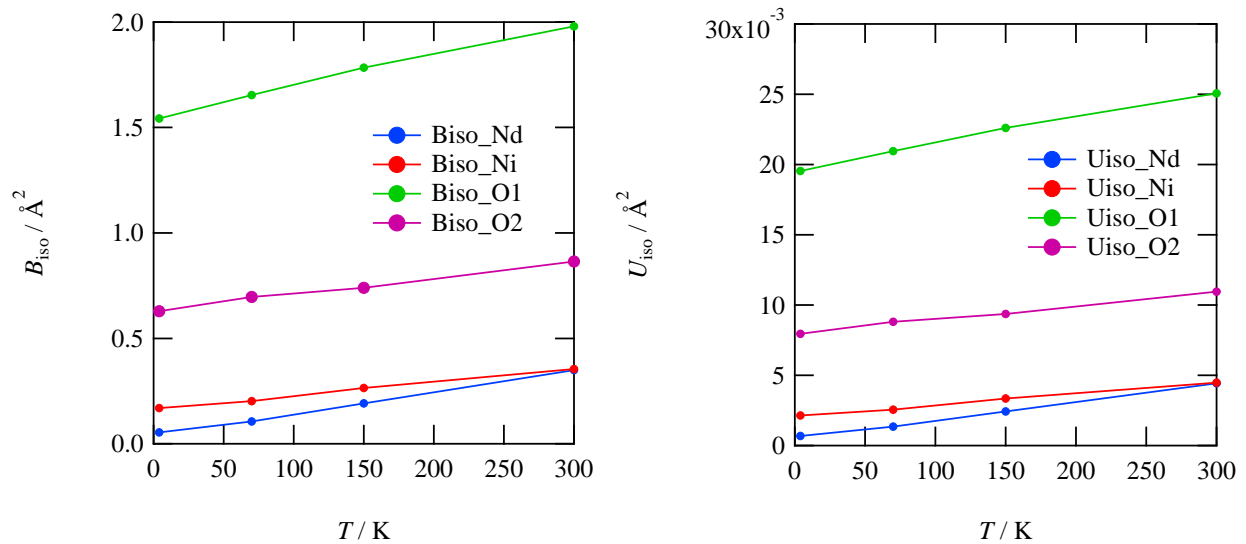 2.0
1.5
1.0
0.5
0.0
B_iso / Å²
0 50 100 150 200 250 300
T / K
Biso_Nd
Biso_Ni
Biso_O1
Biso_O2
30x10⁻³
25
20
15
10
5
0
U_iso / Å²
0 50 100 150 200 250 300
T / K
Uiso_Nd
Uiso_Ni
Uiso_O1
Uiso_O2